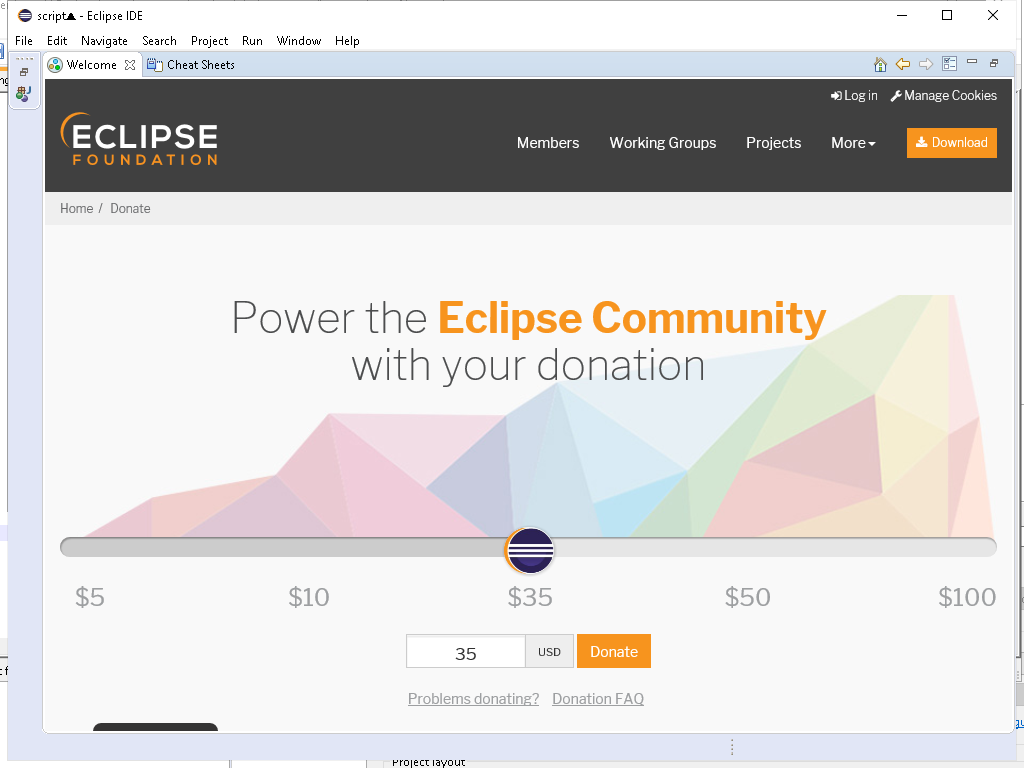 script▲ - Eclipse IDE
File Edit Navigate Search Project Run Window Help
Welcome Cheat Sheets
Log in Manage Cookies
ECLIPSE
FOUNDATION
Members Working Groups Projects More Download
Home / Donate
Power the Eclipse Community
with your donation
$5 $10 $35 $50 $100
35 USD Donate
Problems donating? Donation FAQ
Project layout